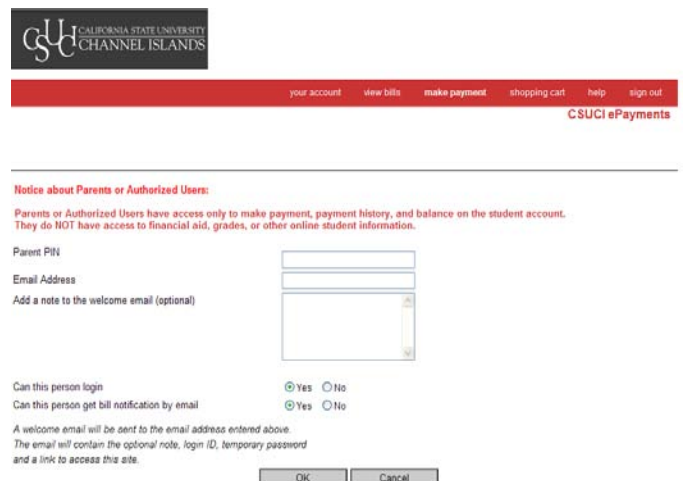 CSUCI
CALIFORNIA STATE UNIVERSITY
CHANNEL ISLANDS
your account view bills make payment shopping cart help sign out
CSUCI ePayments
Notice about Parents or Authorized Users:
Parents or Authorized Users have access only to make payment, payment history, and balance on the student account.
They do NOT have access to financial aid, grades, or other online student information.
Parent PIN
Email Address
Add a note to the welcome email (optional)
Can this person login Yes No
Can this person get bill notification by email Yes No
A welcome email will be sent to the email address entered above.
The email will contain the optional note, login ID, temporary password
and a link to access this site.
OK Cancel